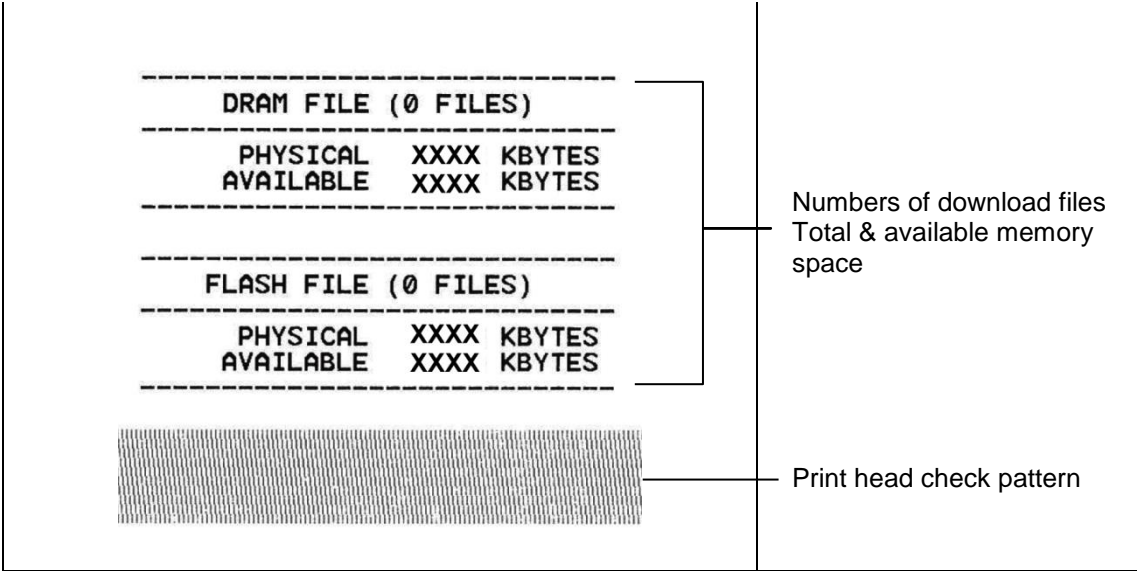 DRAM FILE (0 FILES)
PHYSICAL XXXX KBYTES
AVAILABLE XXXX KBYTES
FLASH FILE (0 FILES)
PHYSICAL XXXX KBYTES
AVAILABLE XXXX KBYTES
Numbers of download files
Total & available memory
space
Print head check pattern